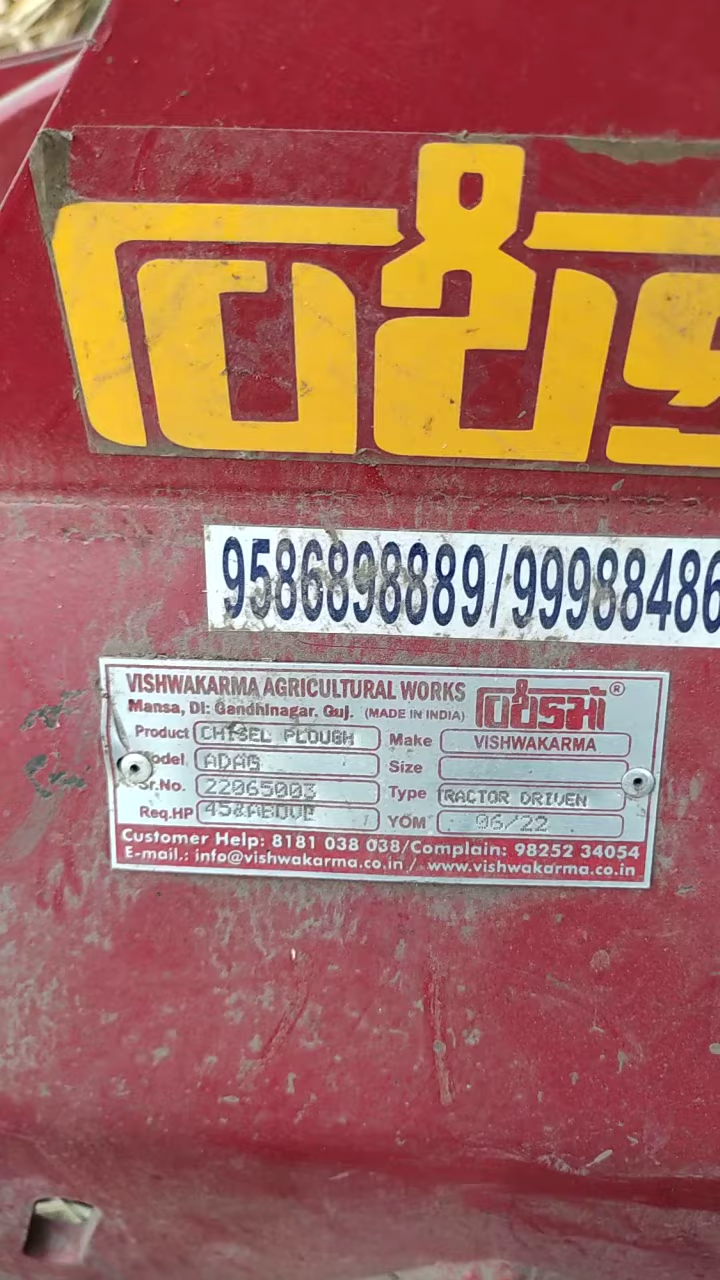 विश्वक
9586898889/99988486
VISHWAKARMA AGRICULTURAL WORKS विश्वकर्मा ®
Mansa, Di: Gandhinagar. Guj. (MADE IN INDIA)
Product CHISEL PLOUGH Make VISHWAKARMA
Model ADAG Size
Sr.No. 22065003 Type TRACTOR DRIVEN
Req.HP 45&ABOVE YOM 06/22
Customer Help: 8181 038 038/Complain: 98252 34054
E-mail.: info@vishwakarma.co.in / www.vishwakarma.co.in